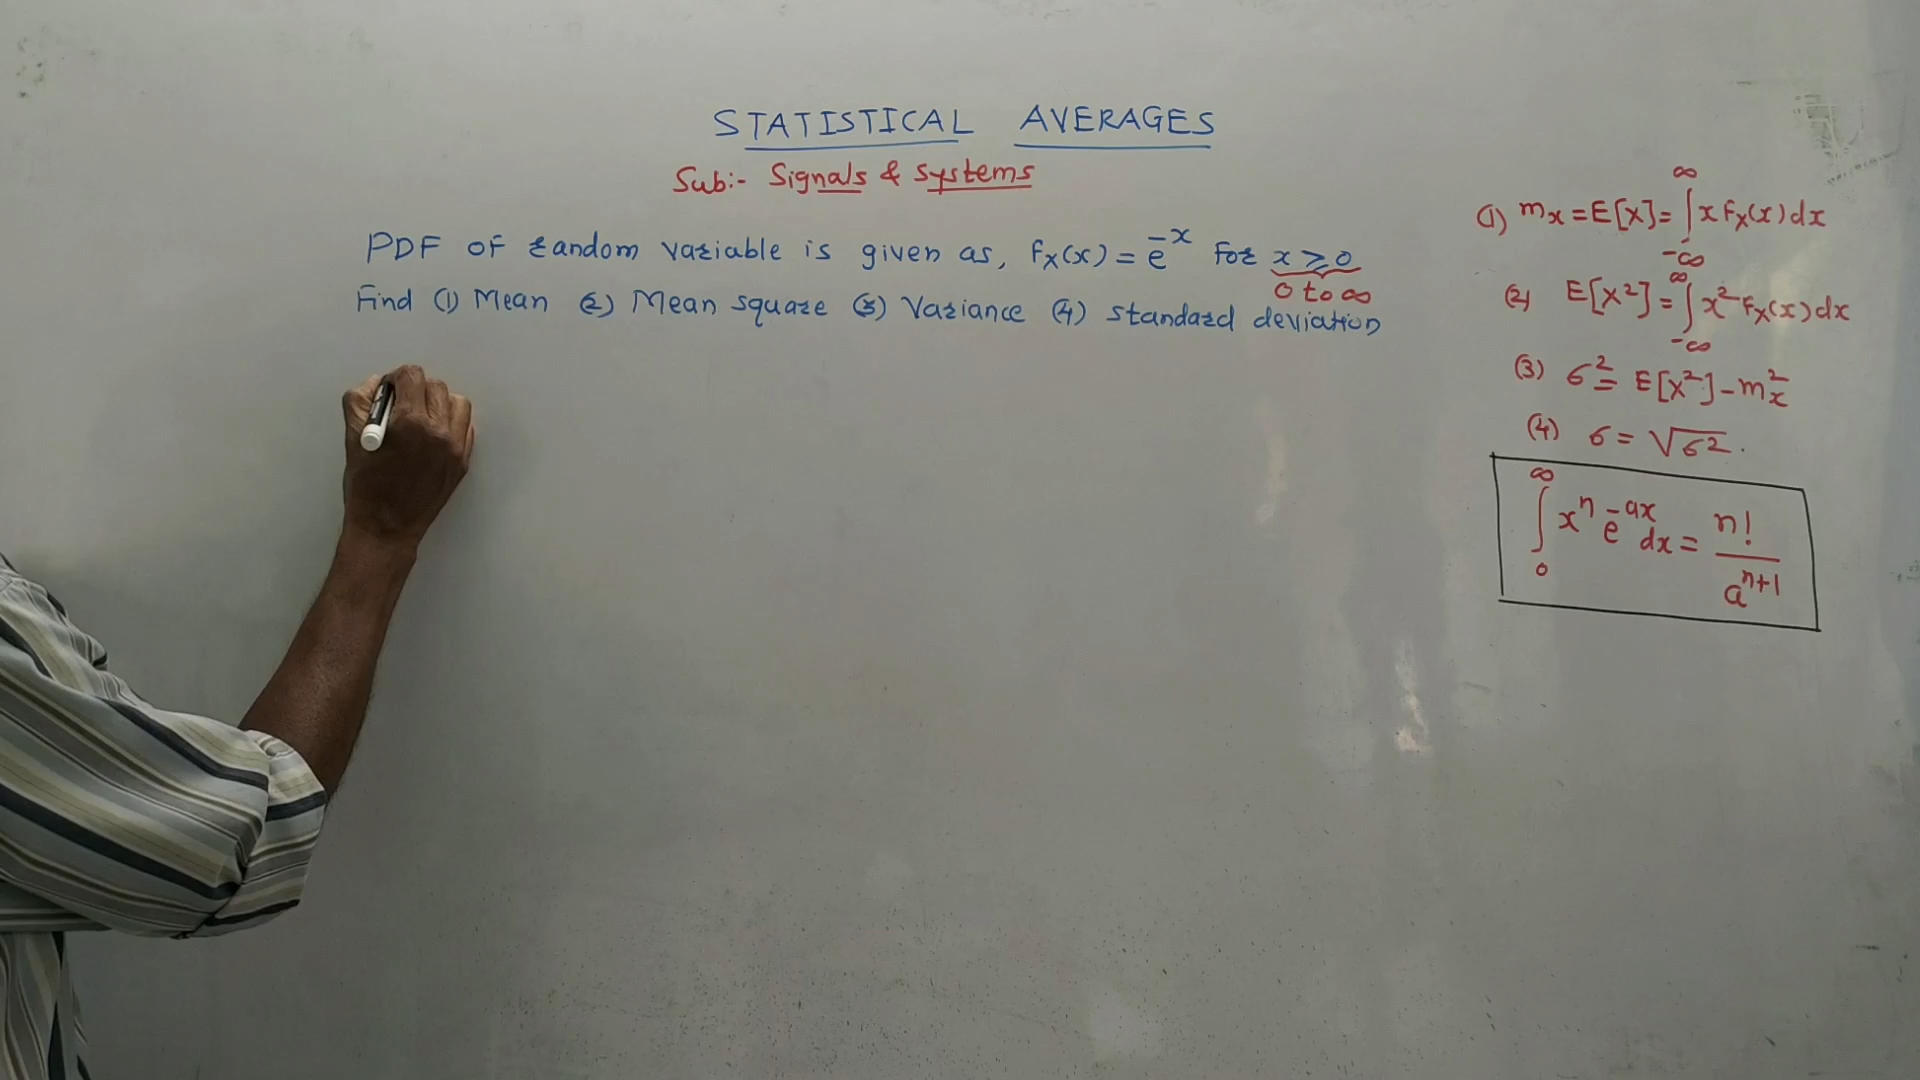 STATISTICAL AVERAGES
Sub:- Signals & systems
PDF of random variable is given as, fx(x) = e^-x for x ≥ 0
0 to ∞
Find (1) Mean (2) Mean square (3) Variance (4) standard deviation
(1) mx = E[X] = ∫_-∞^∞ x fx(x) dx
(2) E[X²] = ∫_-∞^∞ x² fx(x) dx
(3) σ² = E[X²] - mx²
(4) σ = √σ².
∫_0^∞ x^n e^-ax dx = n! / a^n+1